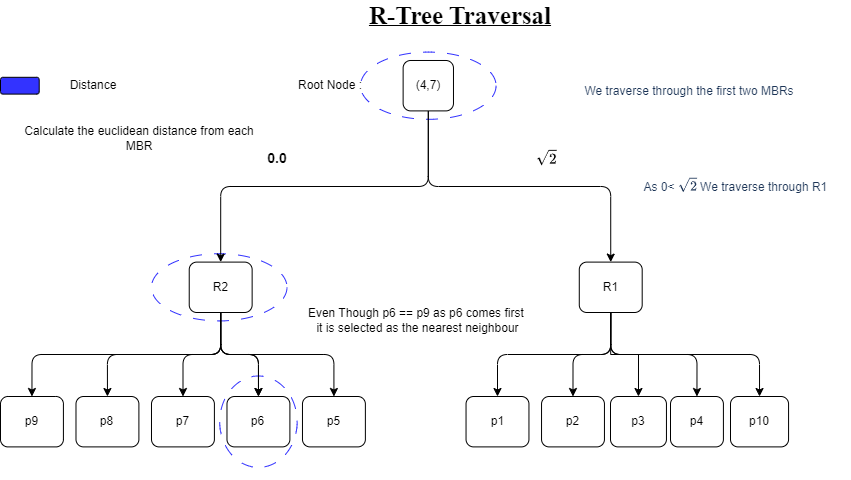 R-Tree Traversal
Distance
Root Node :
(4,7)
We traverse through the first two MBRs
Calculate the euclidean distance from each
MBR
0.0
√2
As 0< √2 We traverse through R1
R2
R1
Even Though p6 == p9 as p6 comes first
it is selected as the nearest neighbour
p9
p8
p7
p6
p5
p1
p2
p3
p4
p10